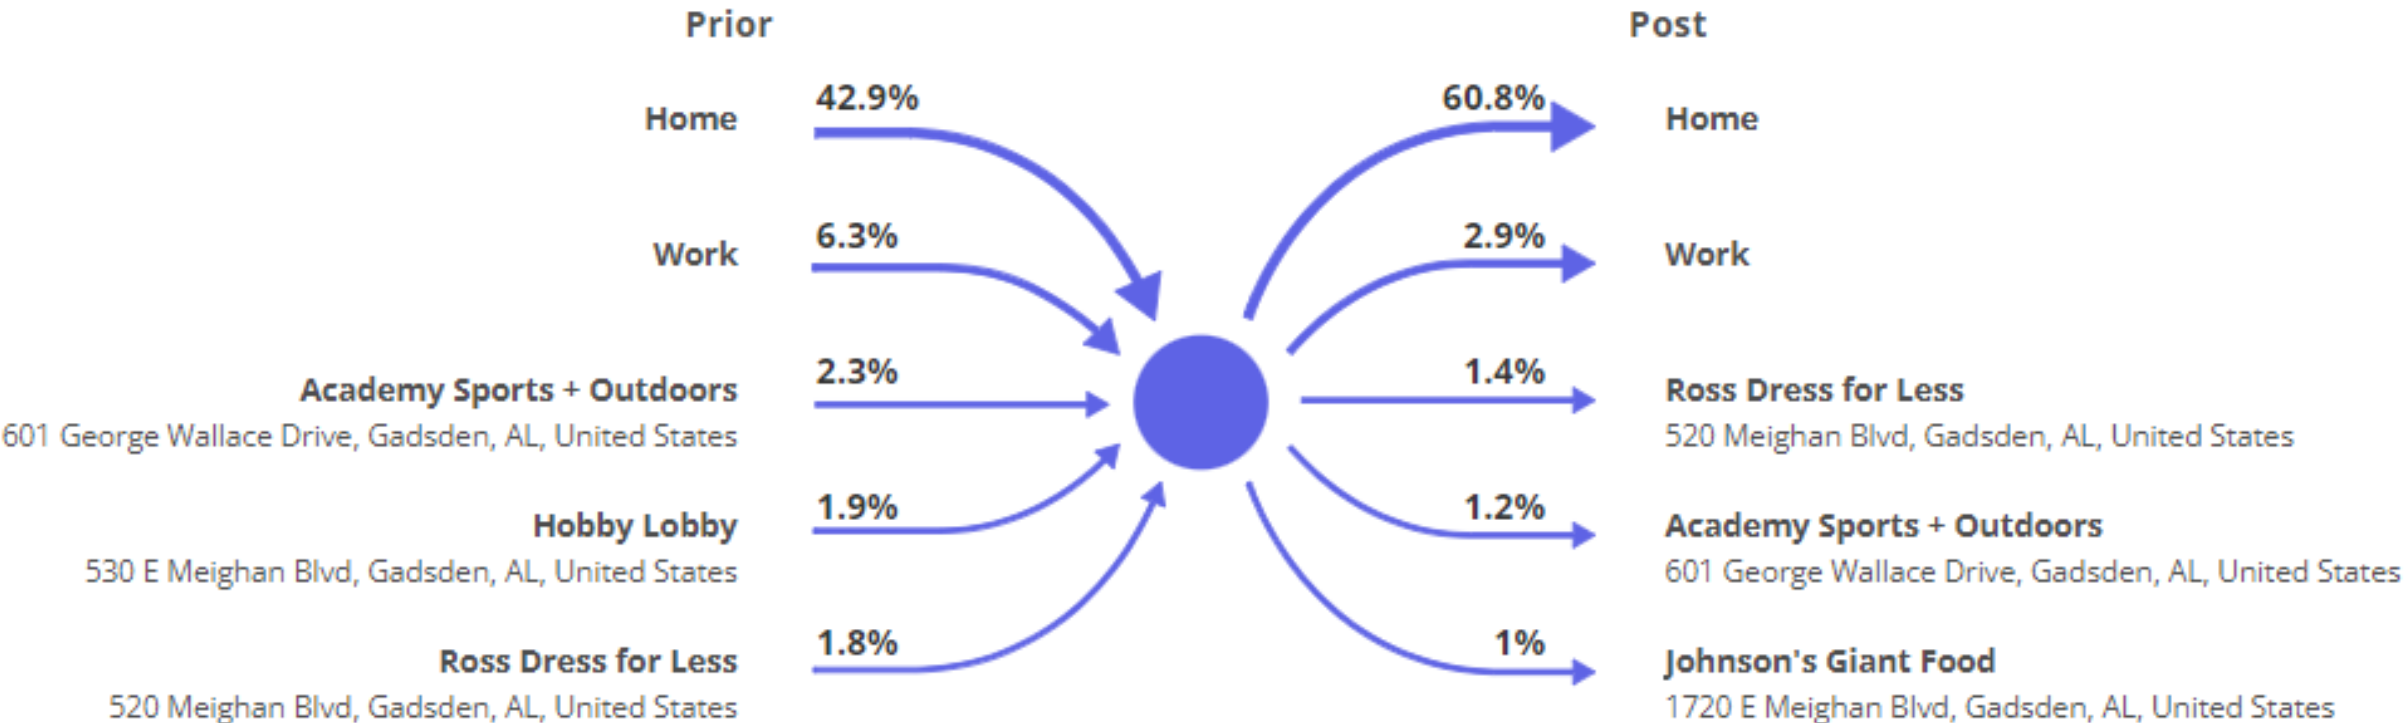 Prior
Post
42.9%
Home
6.3%
Work
2.3%
Academy Sports + Outdoors
601 George Wallace Drive, Gadsden, AL, United States
1.9%
Hobby Lobby
530 E Meighan Blvd, Gadsden, AL, United States
1.8%
Ross Dress for Less
520 Meighan Blvd, Gadsden, AL, United States
60.8%
Home
2.9%
Work
1.4%
Ross Dress for Less
520 Meighan Blvd, Gadsden, AL, United States
1.2%
Academy Sports + Outdoors
601 George Wallace Drive, Gadsden, AL, United States
1%
Johnson's Giant Food
1720 E Meighan Blvd, Gadsden, AL, United States